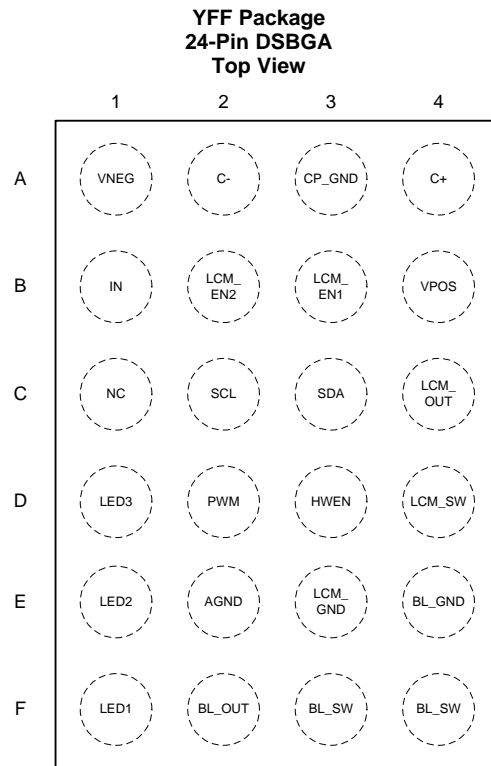 YFF Package
24-Pin DSBGA
Top View
1 2 3 4
A VNEG C- CP_GND C+
B IN LCM_
EN2 LCM_
EN1 VPOS
C NC SCL SDA LCM_
OUT
D LED3 PWM HWEN LCM_SW
E LED2 AGND LCM_
GND BL_GND
F LED1 BL_OUT BL_SW BL_SW